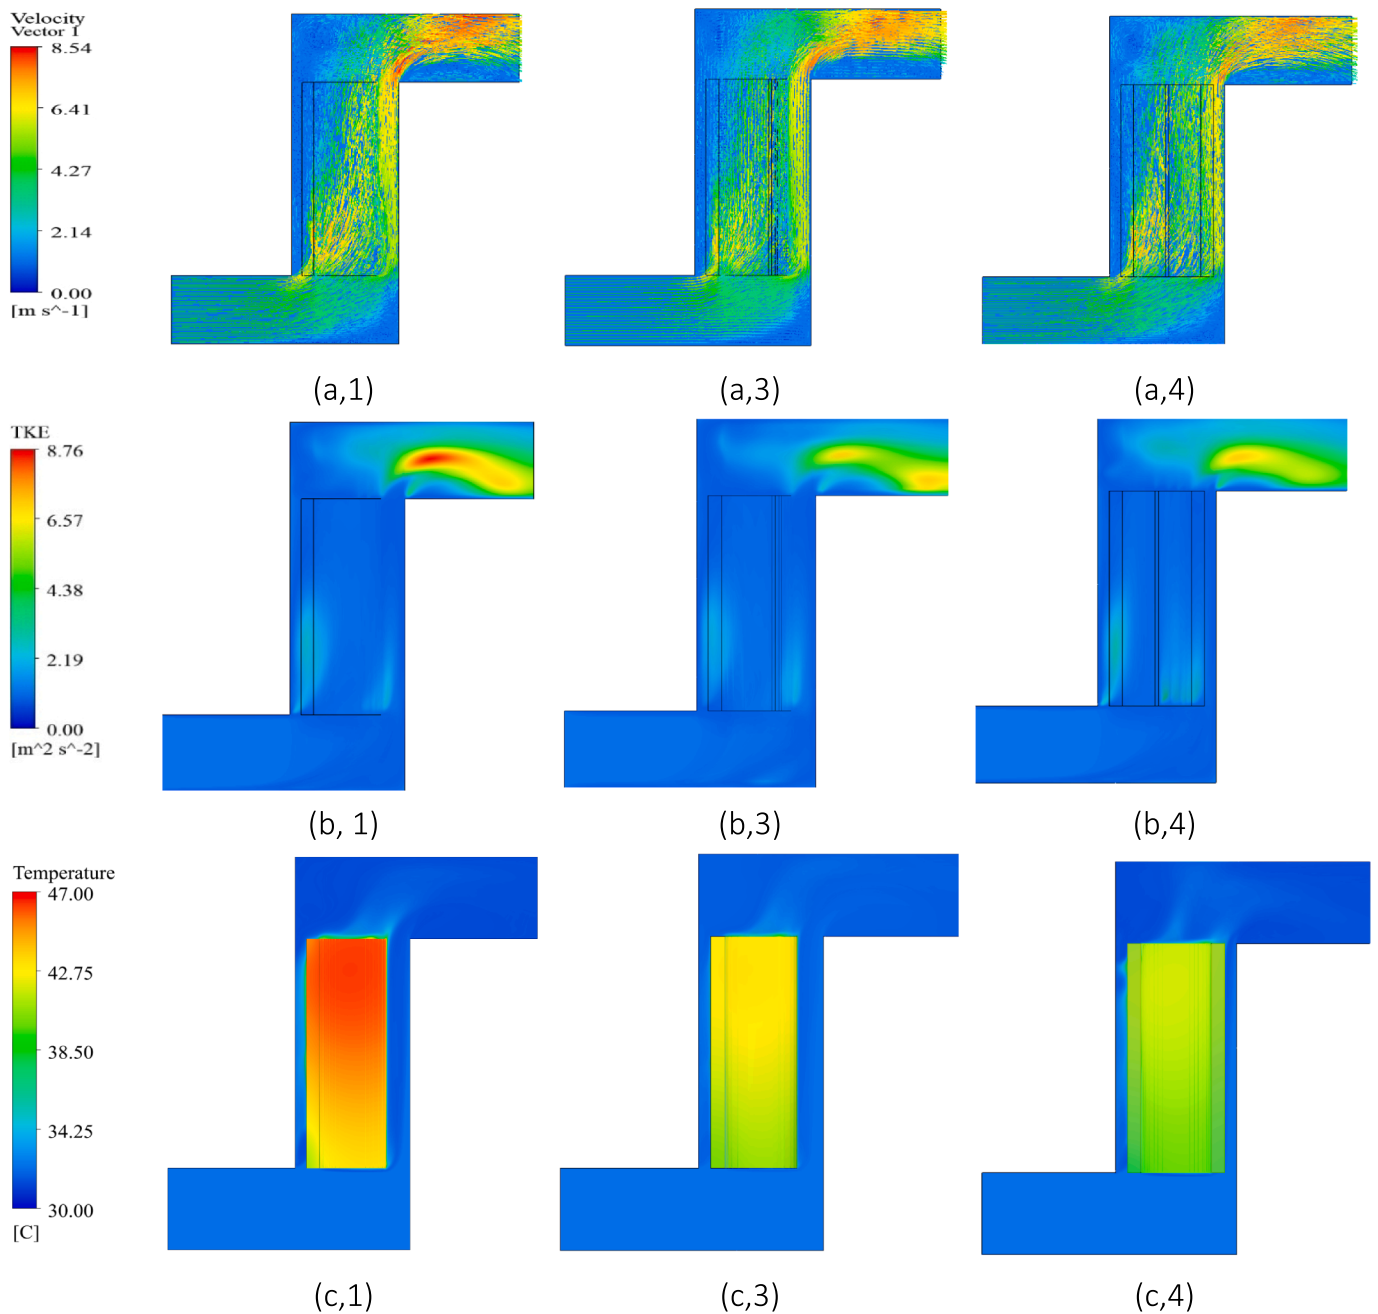 Velocity
Vector 1
8.54
6.41
4.27
2.14
0.00
[m s^-1]
(a,1)
(a,3)
(a,4)
TKE
8.76
6.57
4.38
2.19
0.00
[m^2 s^-2]
(b, 1)
(b,3)
(b,4)
Temperature
47.00
42.75
38.50
34.25
30.00
[C]
(c,1)
(c,3)
(c,4)